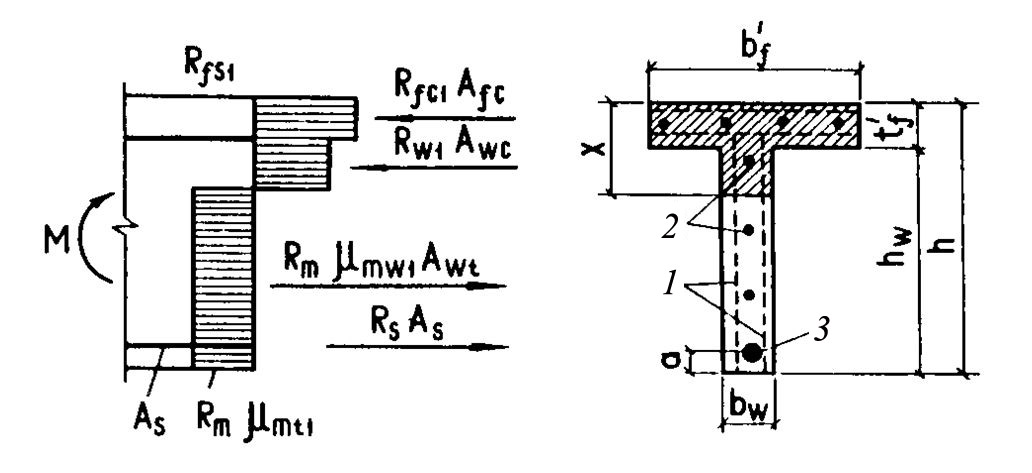 R_fs1
R_fc1 A_fc
R_w1 A_wc
M
R_m μ_mw1 A_wt
R_s A_s
A_s
R_m μ_mt1
b'_f
t'_f
x
h_w
h
2
1
3
a
b_w